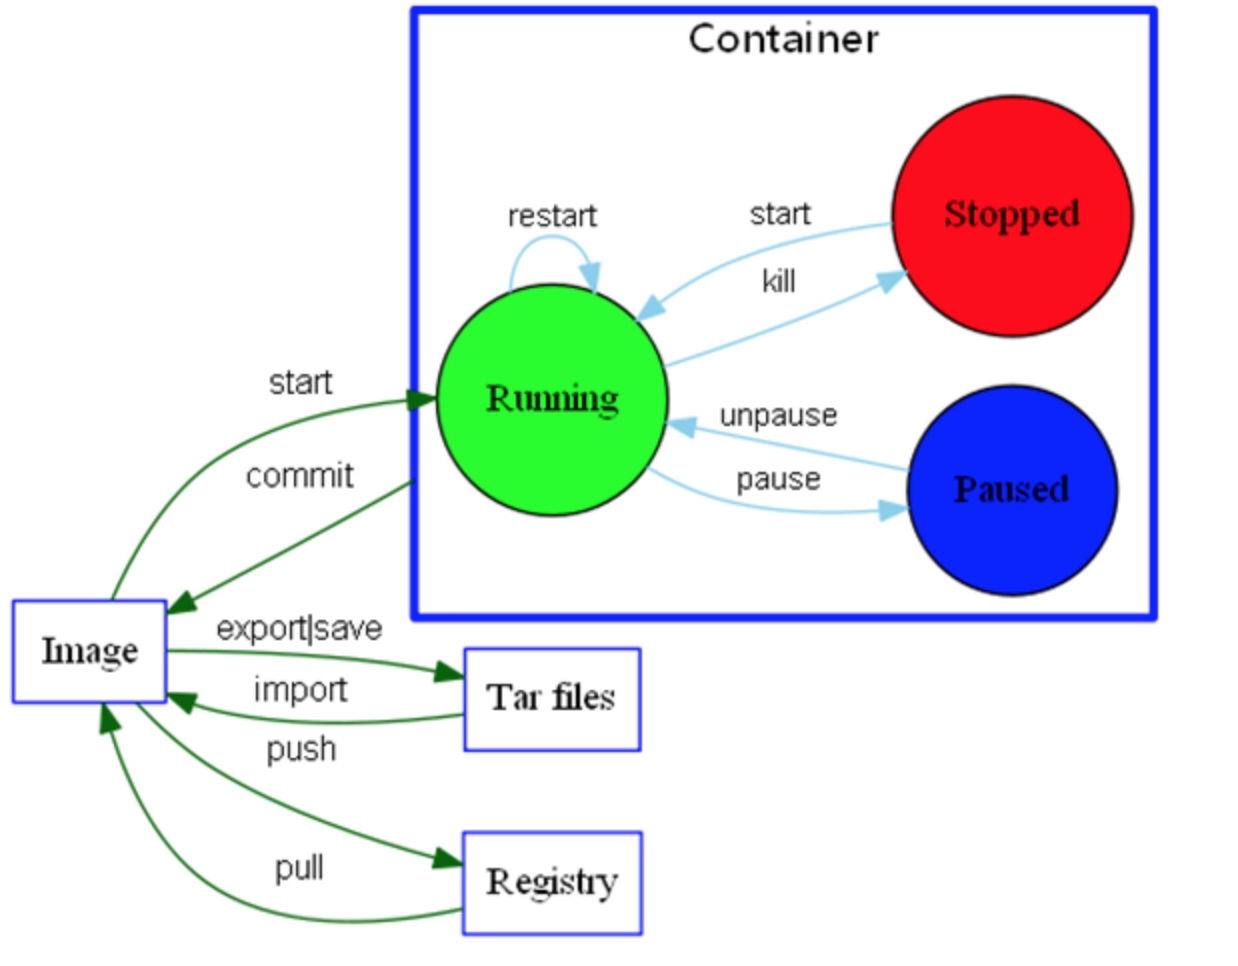 Container
Stopped
restart
start
kill
Running
start
unpause
commit
pause
Paused
export|save
Image
import
Tar files
push
pull
Registry